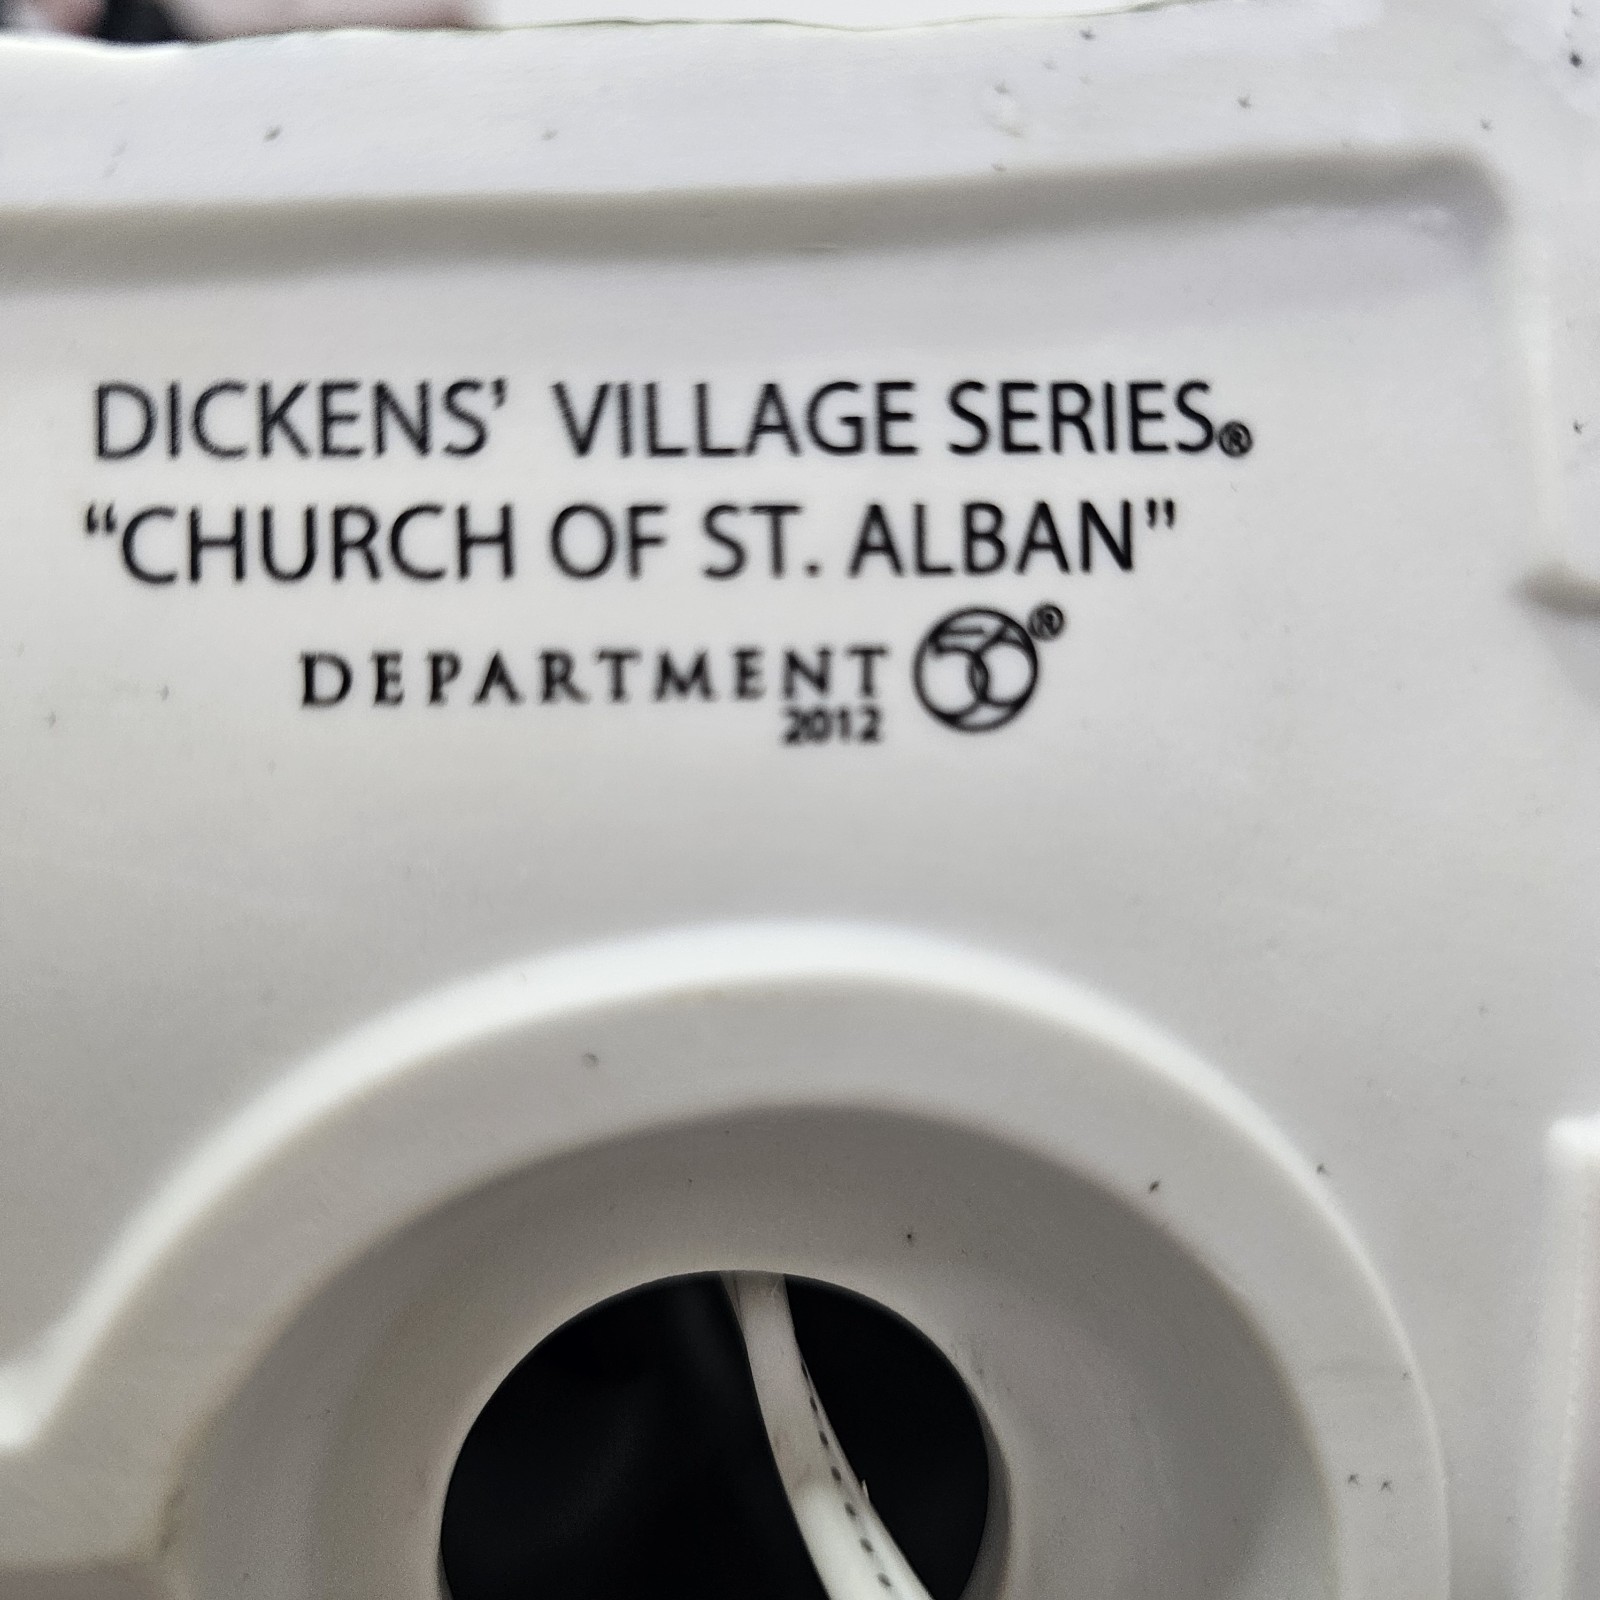 DICKENS’ VILLAGE SERIES®
“CHURCH OF ST. ALBAN”
DEPARTMENT 56®
2012